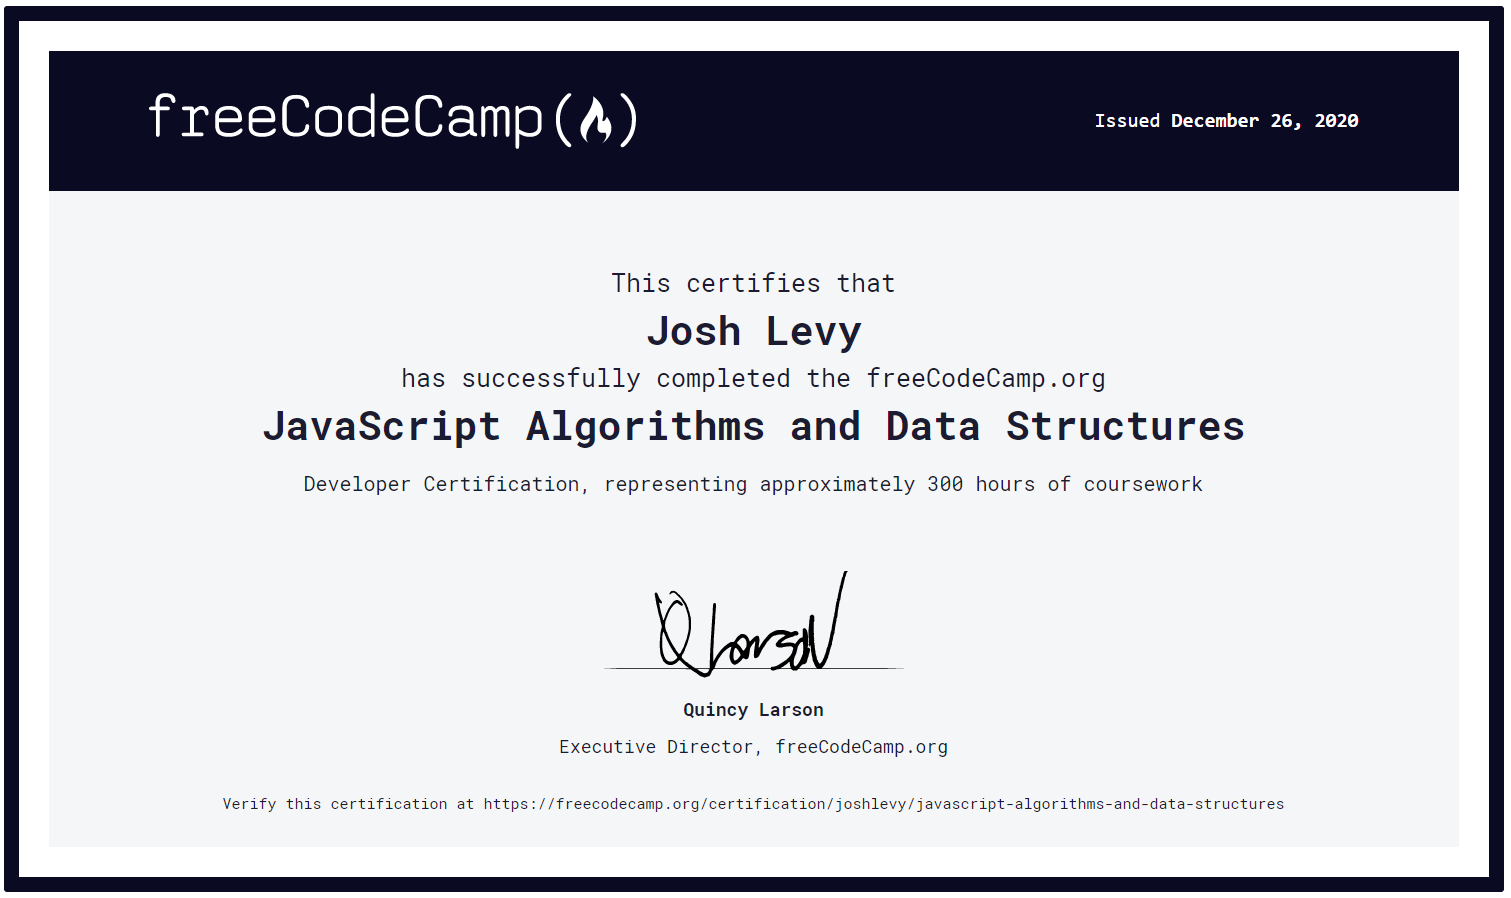 freeCodeCamp(🔥)
Issued December 26, 2020
This certifies that
Josh Levy
has successfully completed the freeCodeCamp.org
JavaScript Algorithms and Data Structures
Developer Certification, representing approximately 300 hours of coursework
Q Larson
Quincy Larson
Executive Director, freeCodeCamp.org
Verify this certification at https://freecodecamp.org/certification/joshlevy/javascript-algorithms-and-data-structures